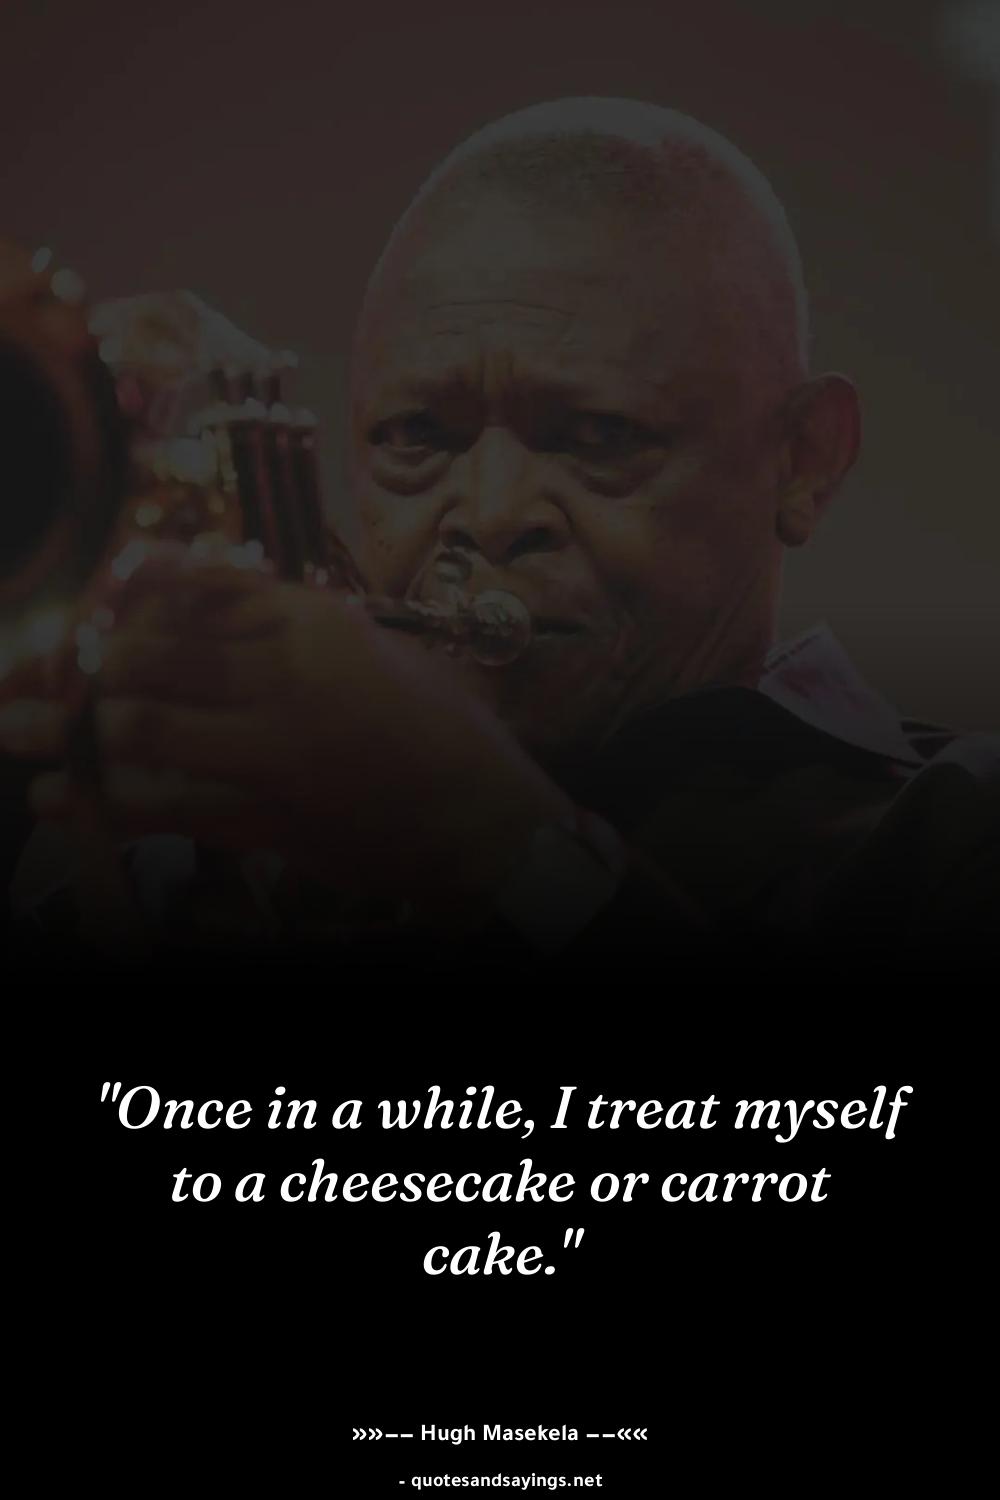 "Once in a while, I treat myself
to a cheesecake or carrot
cake."
»»–– Hugh Masekela ––««
- quotesandsayings.net